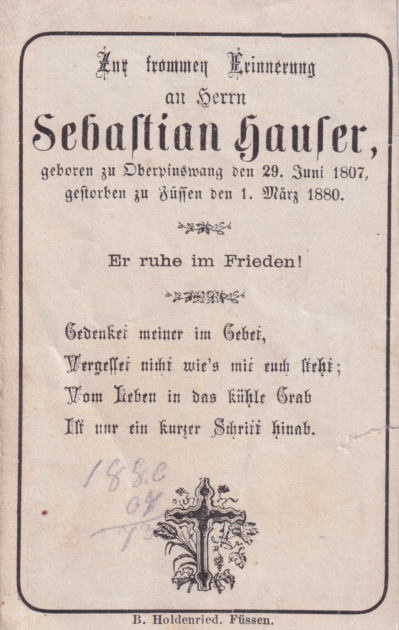 Zur frommen Erinnerung
an Herrn
Sebaſtian Hauſer,
geboren zu Oberpinswang den 29. Juni 1807,
geſtorben zu Füſſen den 1. März 1880.
Er ruhe im Frieden!
Gedenket meiner im Gebet,
Vergeſſet nicht wie's mit euch ſteht;
Vom Leben in das kühle Grab
Iſt nur ein kurzer Schritt hinab.
1880
07
73
B. Holdenried. Füssen.